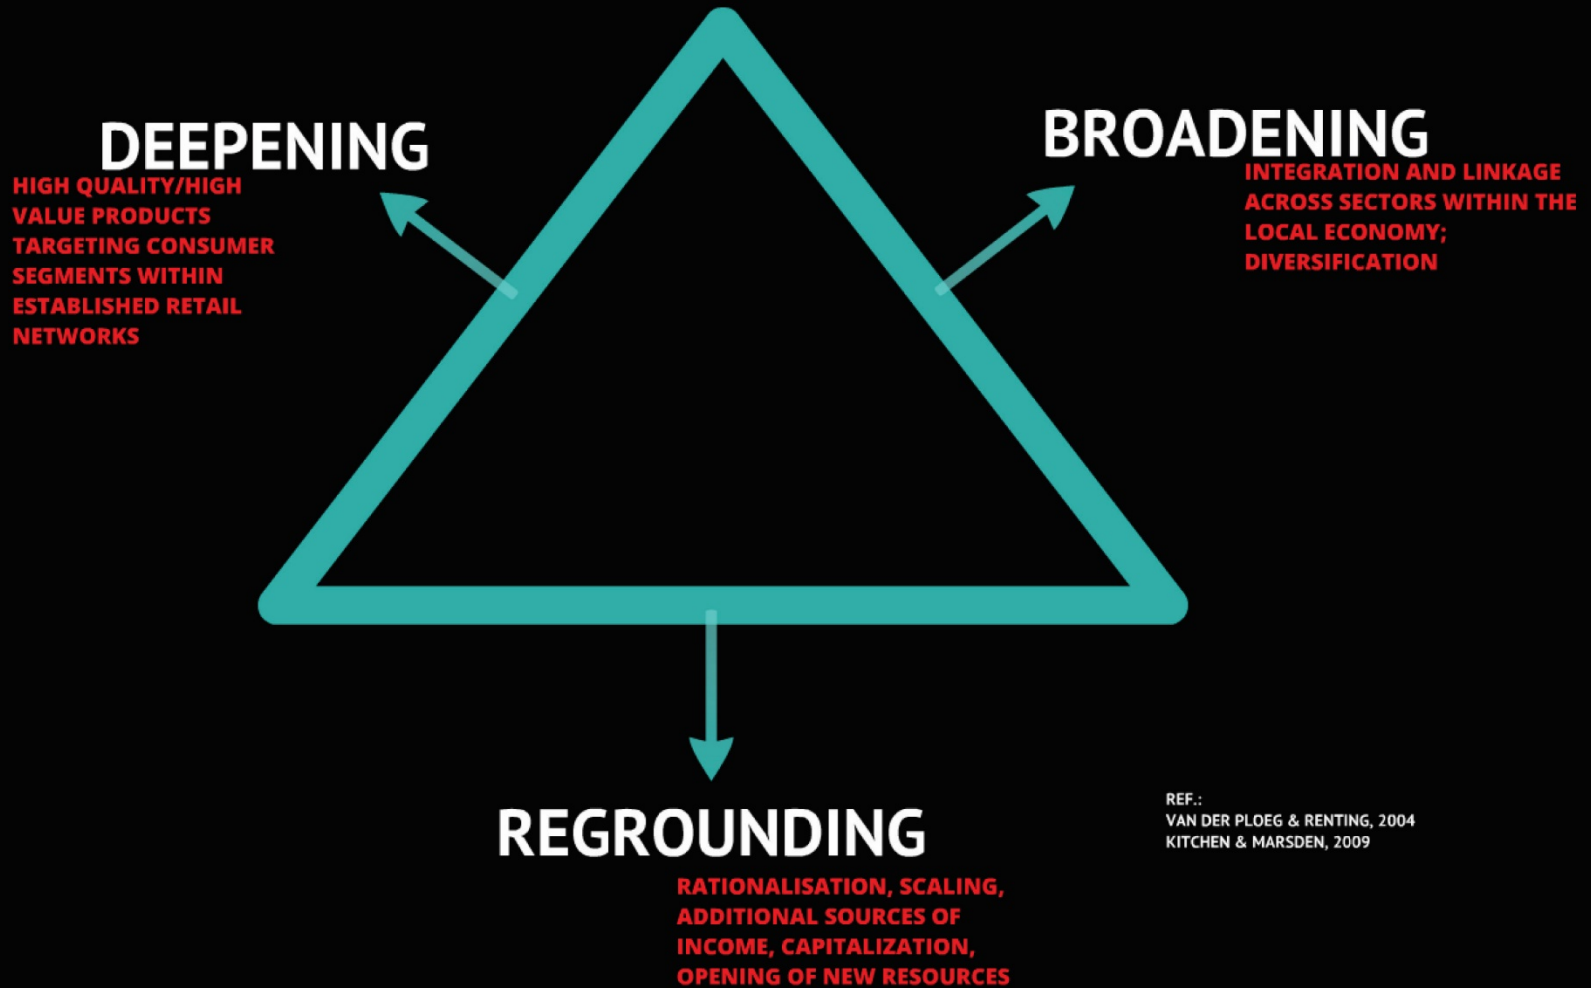 DEEPENING
HIGH QUALITY/HIGH
VALUE PRODUCTS
TARGETING CONSUMER
SEGMENTS WITHIN
ESTABLISHED RETAIL
NETWORKS
BROADENING
INTEGRATION AND LINKAGE
ACROSS SECTORS WITHIN THE
LOCAL ECONOMY;
DIVERSIFICATION
REGROUNDING
RATIONALISATION, SCALING,
ADDITIONAL SOURCES OF
INCOME, CAPITALIZATION,
OPENING OF NEW RESOURCES
REF.:
VAN DER PLOEG & RENTING, 2004
KITCHEN & MARSDEN, 2009